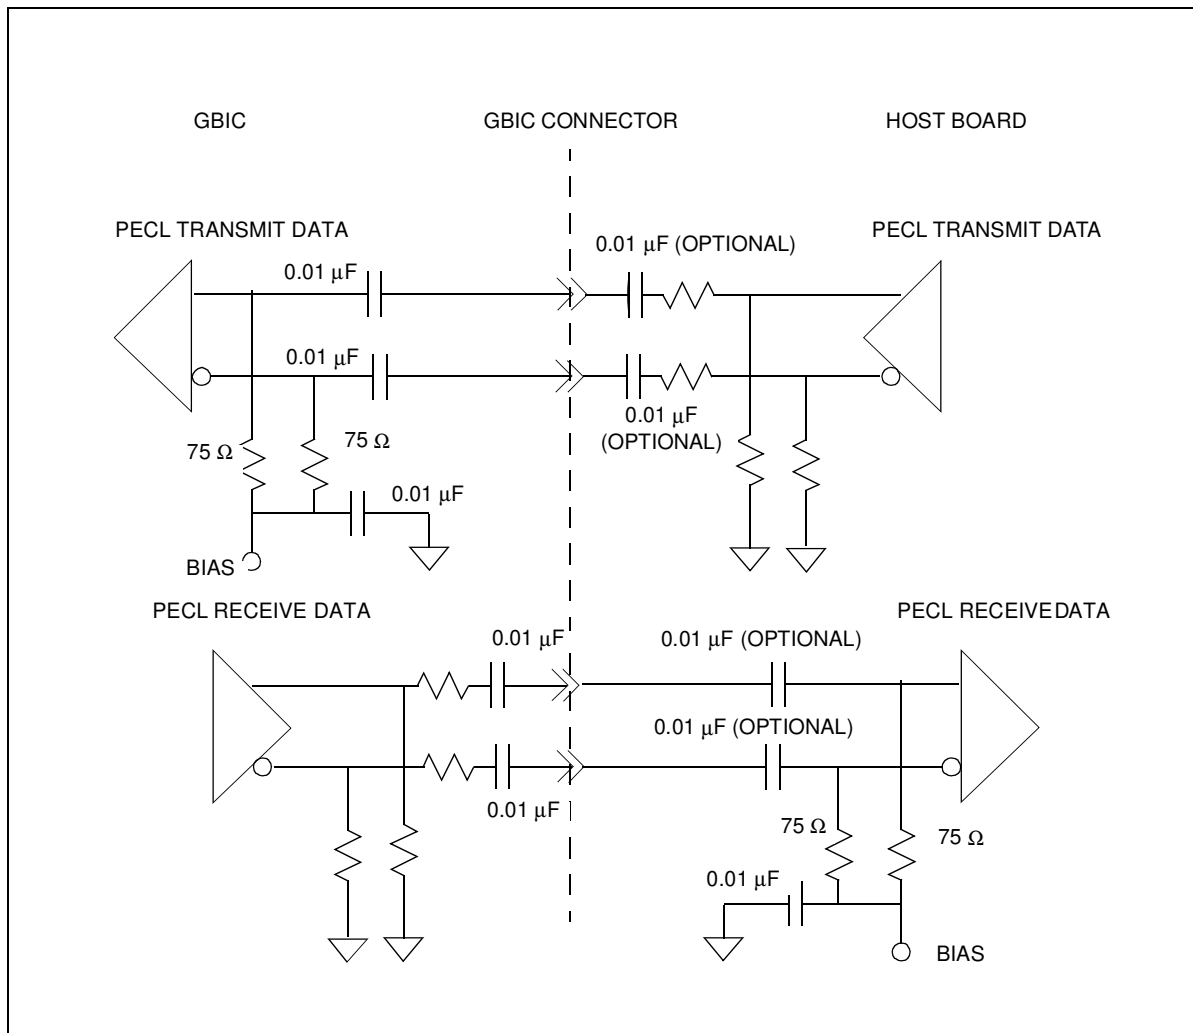 GBIC
GBIC CONNECTOR
HOST BOARD
PECL TRANSMIT DATA
PECL TRANSMIT DATA
0.01 μF (OPTIONAL)
0.01 μF
0.01 μF
0.01 μF
(OPTIONAL)
75 Ω
75 Ω
0.01 μF
BIAS
PECL RECEIVE DATA
PECL RECEIVEDATA
0.01 μF
0.01 μF (OPTIONAL)
0.01 μF (OPTIONAL)
0.01 μF
75 Ω
75 Ω
0.01 μF
BIAS